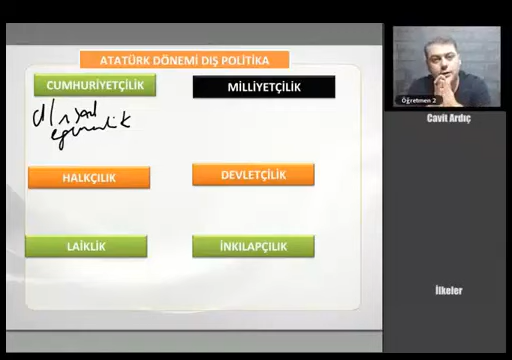 ATATÜRK DÖNEMİ DIŞ POLİTİKA
CUMHURİYETÇİLİK
MİLLİYETÇİLİK
egemenlik
HALKÇILIK
DEVLETÇİLİK
LAİKLİK
İNKILAPÇILIK
Öğretmen 2
Cavit Ardıç
İlkeler